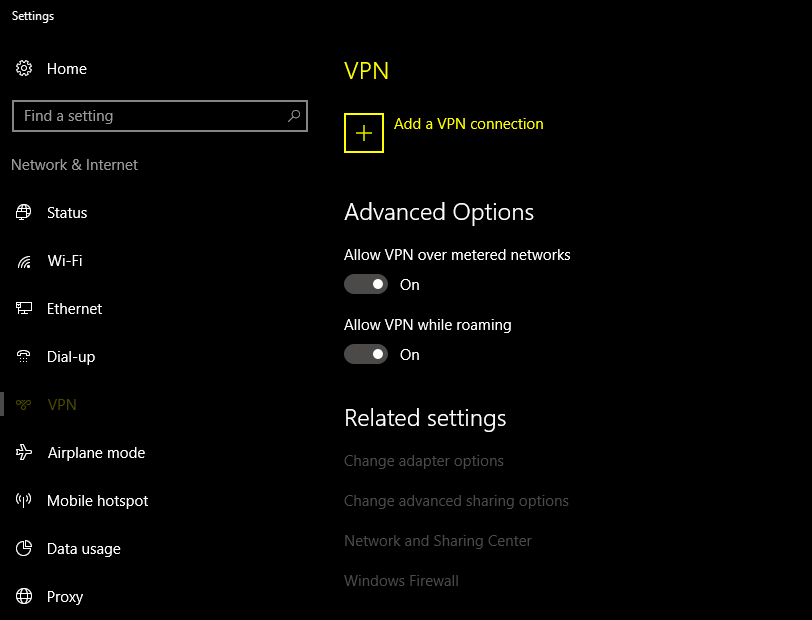 Settings
Home
Find a setting
Network & Internet
Status
Wi-Fi
Ethernet
Dial-up
VPN
Airplane mode
Mobile hotspot
Data usage
Proxy
VPN
Add a VPN connection
Advanced Options
Allow VPN over metered networks
On
Allow VPN while roaming
On
Related settings
Change adapter options
Change advanced sharing options
Network and Sharing Center
Windows Firewall